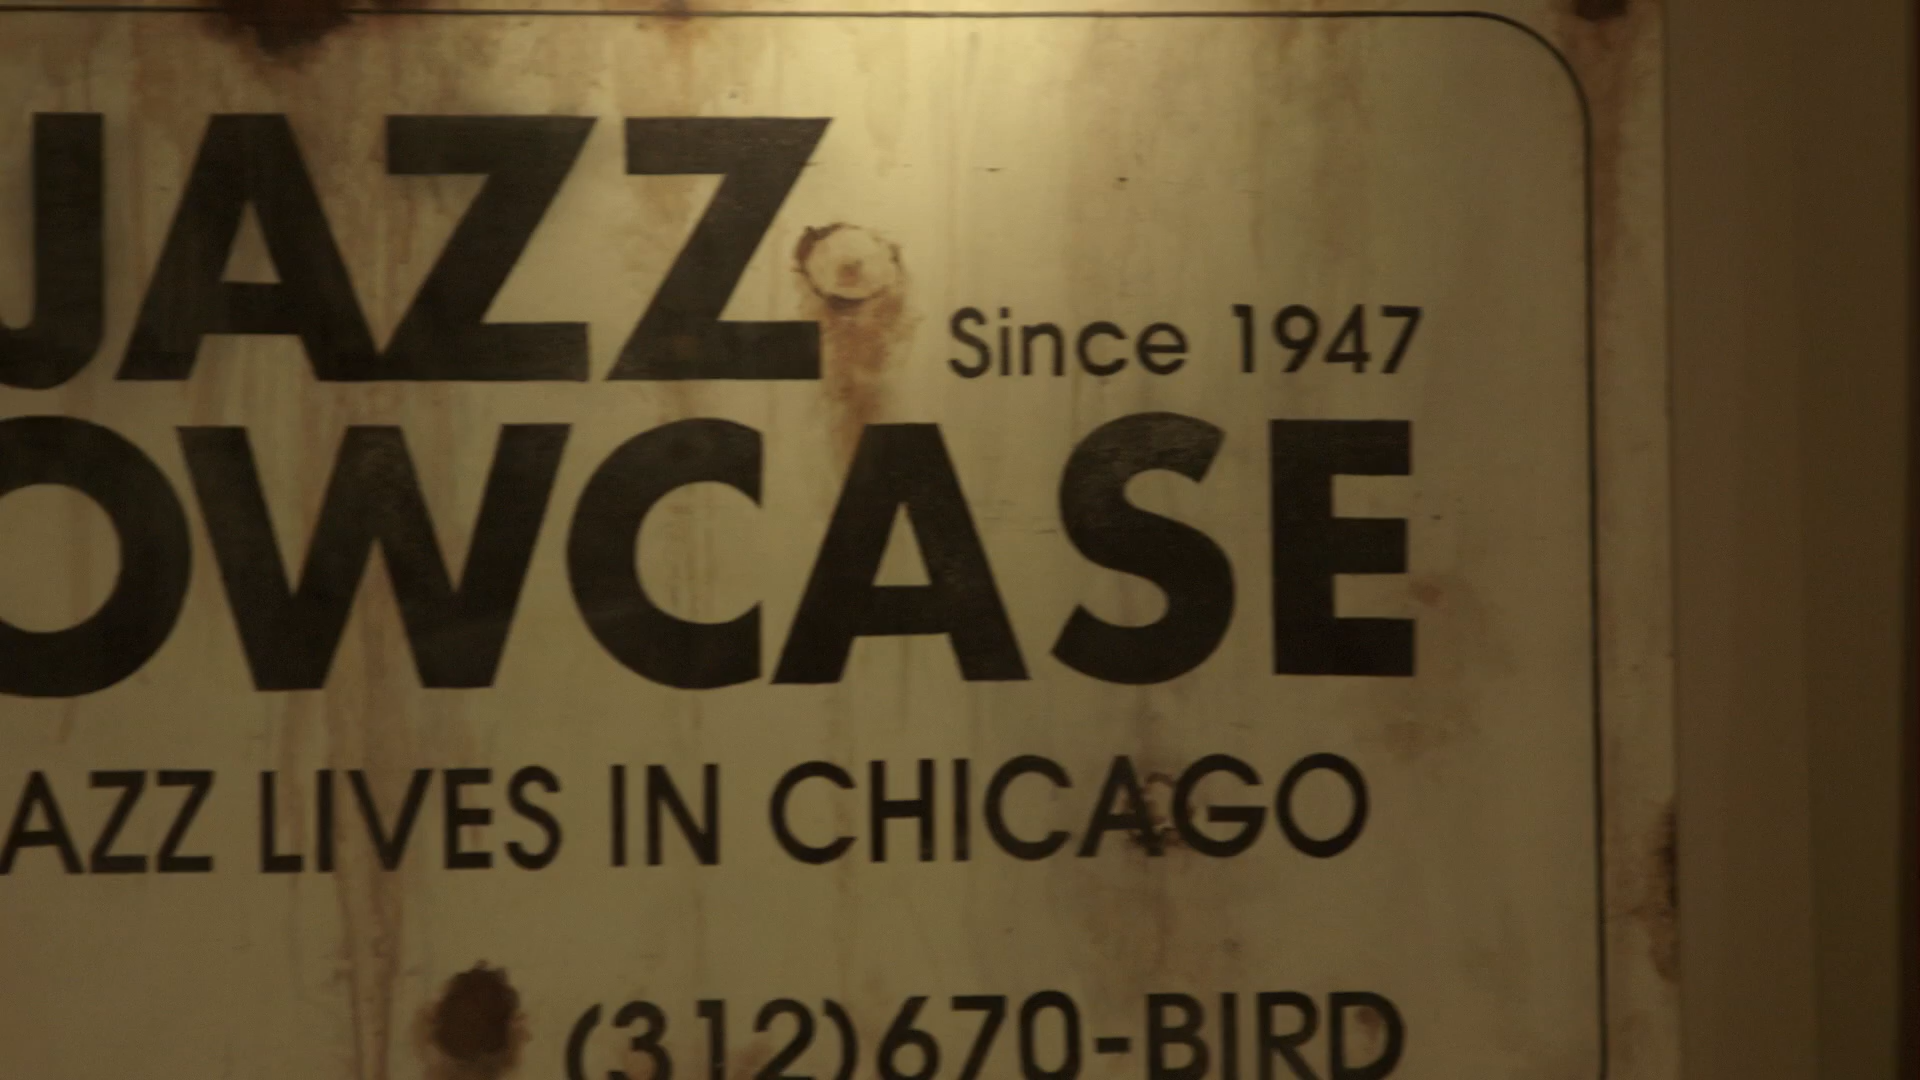 JAZZ
Since 1947
OWCASE
AZZ LIVES IN CHICAGO
(312)670-BIRD